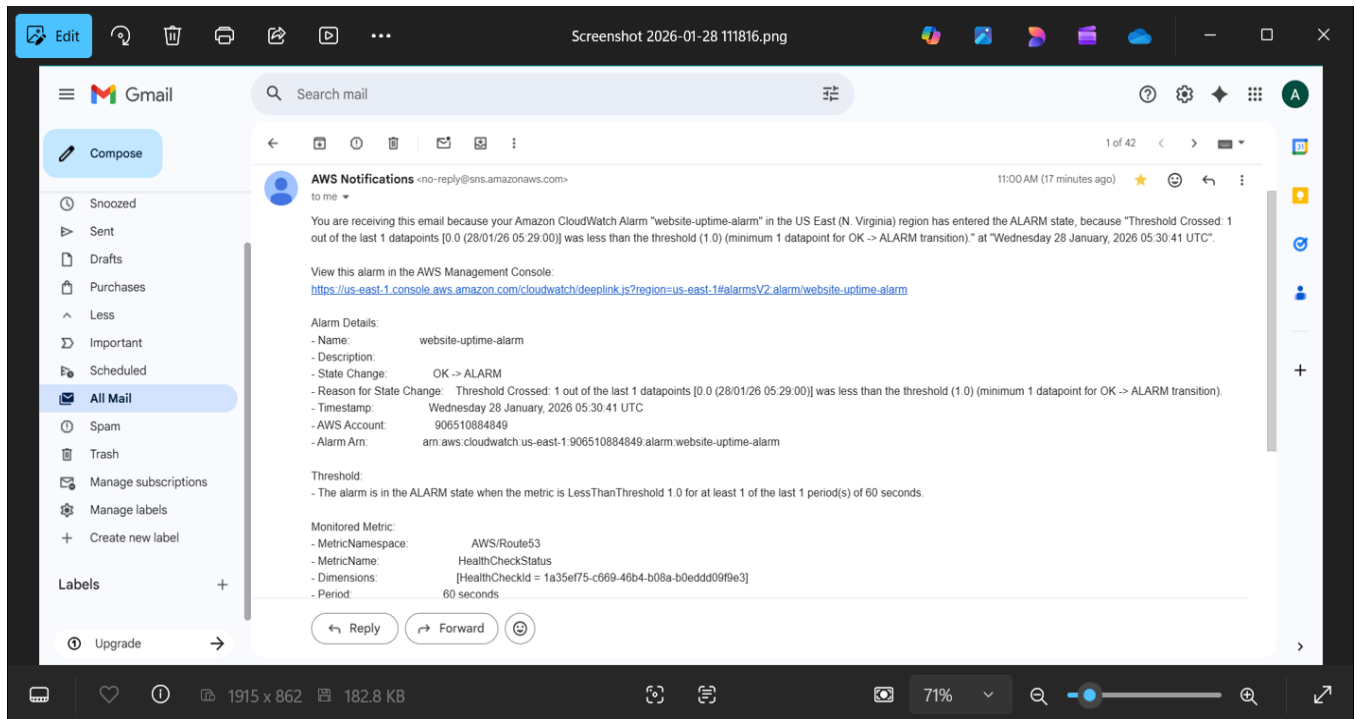 Edit
Screenshot 2026-01-28 111816.png
Gmail
Search mail
A
Compose
1 of 42
31
Snoozed
Sent
Drafts
Purchases
Less
Important
Scheduled
All Mail
Spam
Trash
Manage subscriptions
Manage labels
Create new label
Labels
Upgrade
AWS Notifications <no-reply@sns.amazonaws.com>
11:00 AM (17 minutes ago)
to me
You are receiving this email because your Amazon CloudWatch Alarm "website-uptime-alarm" in the US East (N. Virginia) region has entered the ALARM state, because "Threshold Crossed: 1
out of the last 1 datapoints [0.0 (28/01/26 05:29:00)] was less than the threshold (1.0) (minimum 1 datapoint for OK -> ALARM transition)." at "Wednesday 28 January, 2026 05:30:41 UTC".
View this alarm in the AWS Management Console:
https://us-east-1.console.aws.amazon.com/cloudwatch/deeplink.js?region=us-east-1#alarmsV2:alarm/website-uptime-alarm
Alarm Details:
- Name: website-uptime-alarm
- Description:
- State Change: OK -> ALARM
- Reason for State Change: Threshold Crossed: 1 out of the last 1 datapoints [0.0 (28/01/26 05:29:00)] was less than the threshold (1.0) (minimum 1 datapoint for OK -> ALARM transition).
- Timestamp: Wednesday 28 January, 2026 05:30:41 UTC
- AWS Account: 906510884849
- Alarm Arn: arn:aws:cloudwatch:us-east-1:906510884849:alarm:website-uptime-alarm
Threshold:
- The alarm is in the ALARM state when the metric is LessThanThreshold 1.0 for at least 1 of the last 1 period(s) of 60 seconds.
Monitored Metric:
- MetricNamespace: AWS/Route53
- MetricName: HealthCheckStatus
- Dimensions: [HealthCheckId = 1a35ef75-c669-46b4-b08a-b0eddd09f9e3]
- Period: 60 seconds
Reply
Forward
1915 x 862
182.8 KB
71%